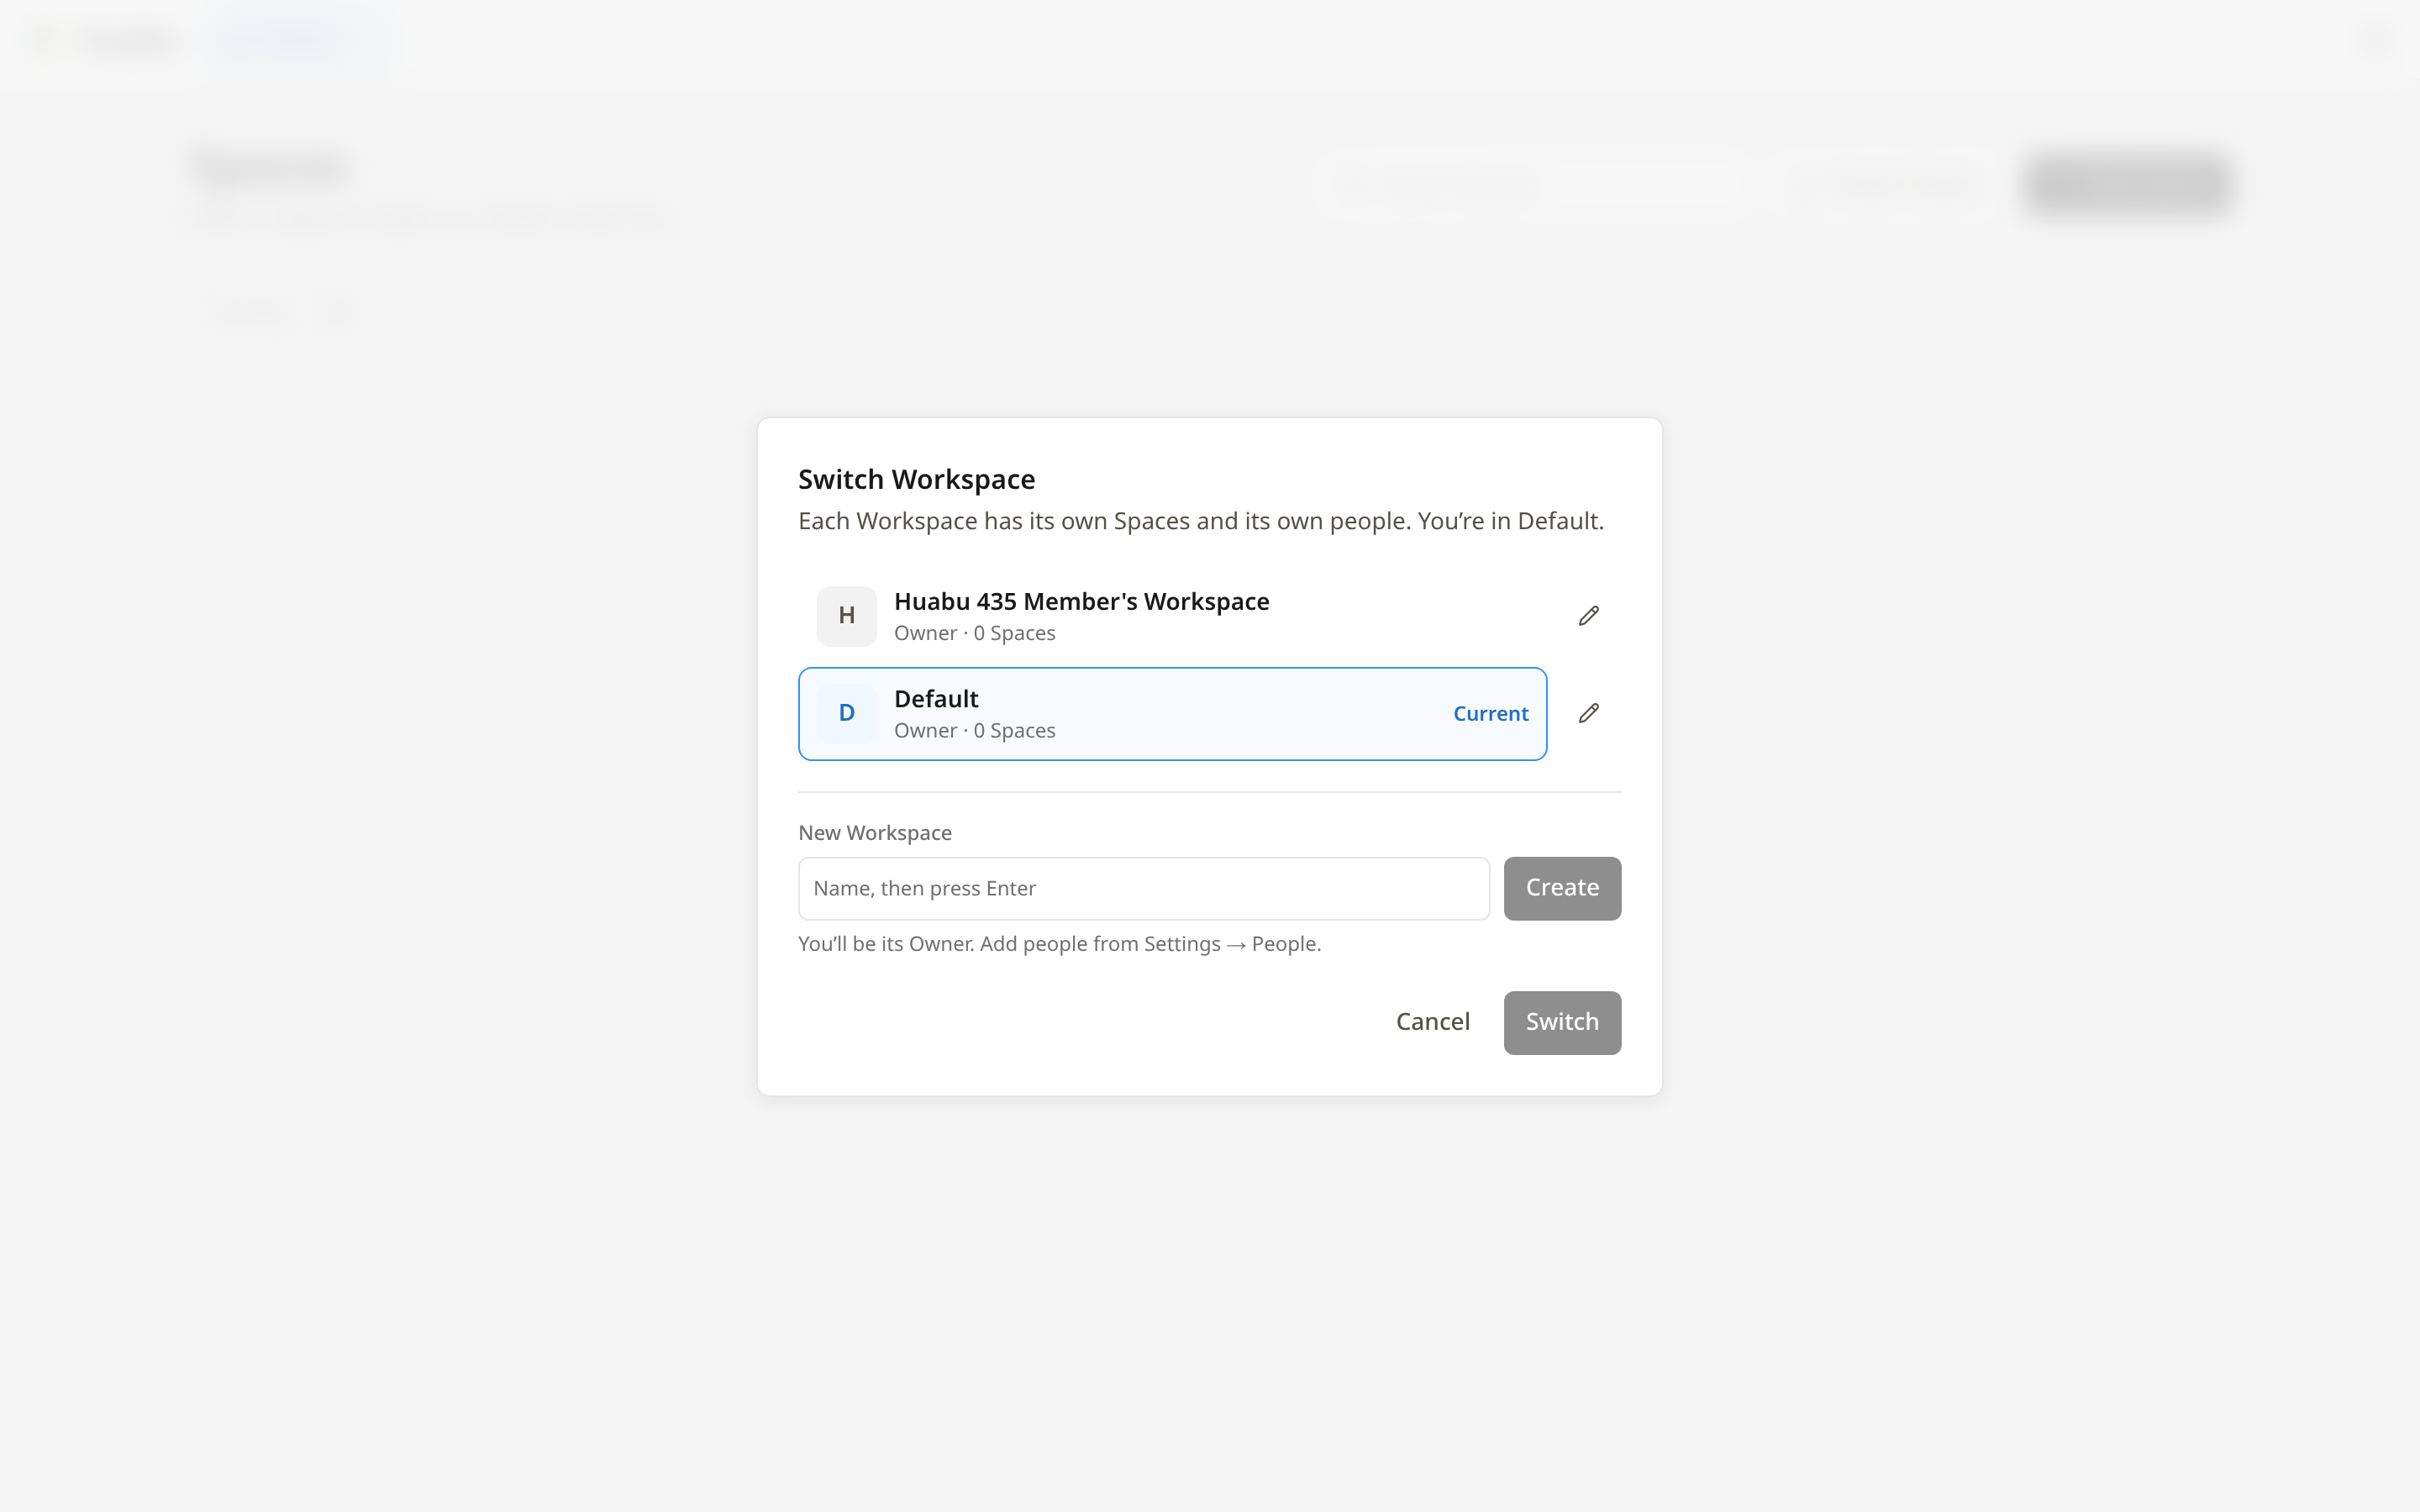 Switch Workspace
Each Workspace has its own Spaces and its own people. You’re in Default.
H
Huabu 435 Member's Workspace
Owner · 0 Spaces
D
Default
Owner · 0 Spaces
Current
New Workspace
Name, then press Enter
Create
You’ll be its Owner. Add people from Settings → People.
Cancel
Switch